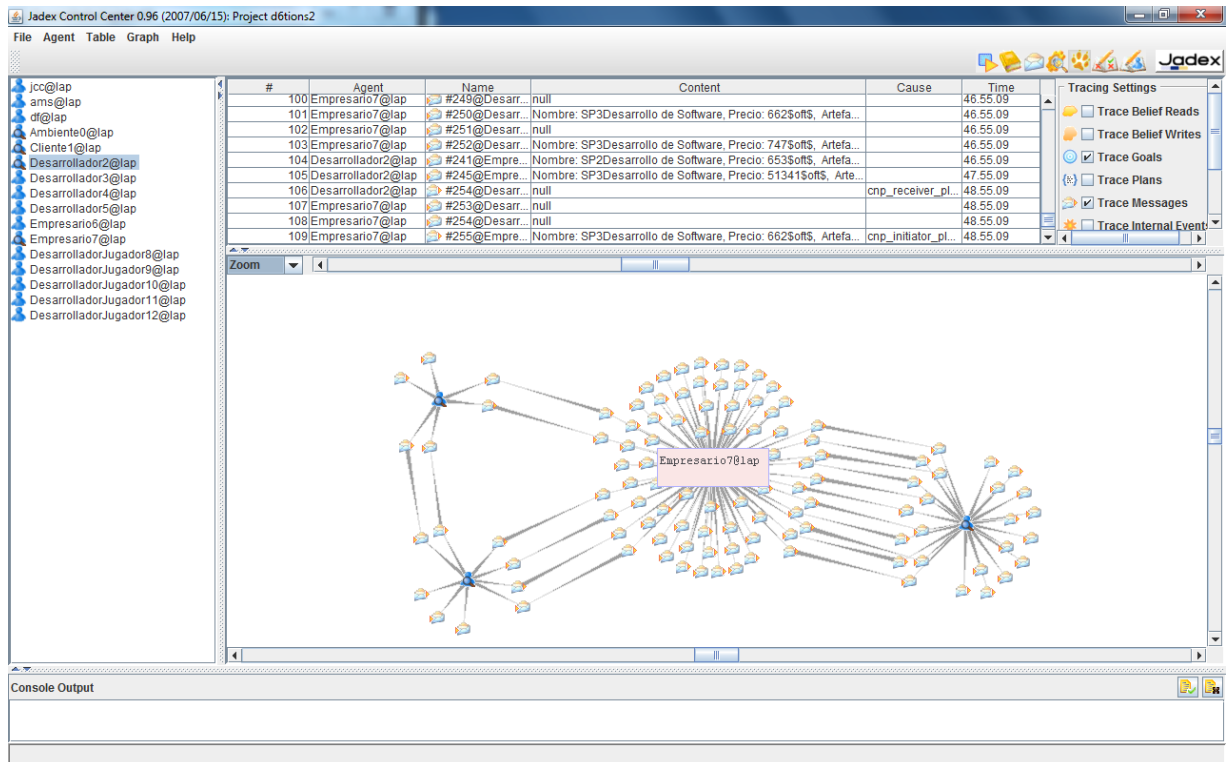 Jadex Control Center 0.96 (2007/06/15): Project d6tions2
File Agent Table Graph Help
Jadex
jcc@lap
ams@lap
df@lap
Ambiente0@lap
Cliente1@lap
Desarrollador2@lap
Desarrollador3@lap
Desarrollador4@lap
Desarrollador5@lap
Empresario6@lap
Empresario7@lap
DesarrolladorJugador8@lap
DesarrolladorJugador9@lap
DesarrolladorJugador10@lap
DesarrolladorJugador11@lap
DesarrolladorJugador12@lap
# Agent Name Content Cause Time
100 Empresario7@lap #249@Desarr... null 46.55.09
101 Empresario7@lap #250@Desarr... Nombre: SP3Desarrollo de Software, Precio: 662$oft$, Artefa... 46.55.09
102 Empresario7@lap #251@Desarr... null 46.55.09
103 Empresario7@lap #252@Desarr... Nombre: SP3Desarrollo de Software, Precio: 747$oft$, Artefa... 46.55.09
104 Desarrollador2@lap #241@Empre... Nombre: SP2Desarrollo de Software, Precio: 653$oft$, Artefa... 46.55.09
105 Desarrollador2@lap #245@Empre... Nombre: SP3Desarrollo de Software, Precio: 51341$oft$, Arte... 47.55.09
106 Desarrollador2@lap #254@Desarr... null cnp_receiver_pl... 48.55.09
107 Empresario7@lap #253@Desarr... null 48.55.09
108 Empresario7@lap #254@Desarr... null 48.55.09
109 Empresario7@lap #255@Empre... Nombre: SP3Desarrollo de Software, Precio: 662$oft$, Artefa... cnp_initiator_pl... 48.55.09
Tracing Settings
Trace Belief Reads
Trace Belief Writes
Trace Goals
Trace Plans
Trace Messages
Trace Internal Events
Zoom
Empresario7@lap
Console Output